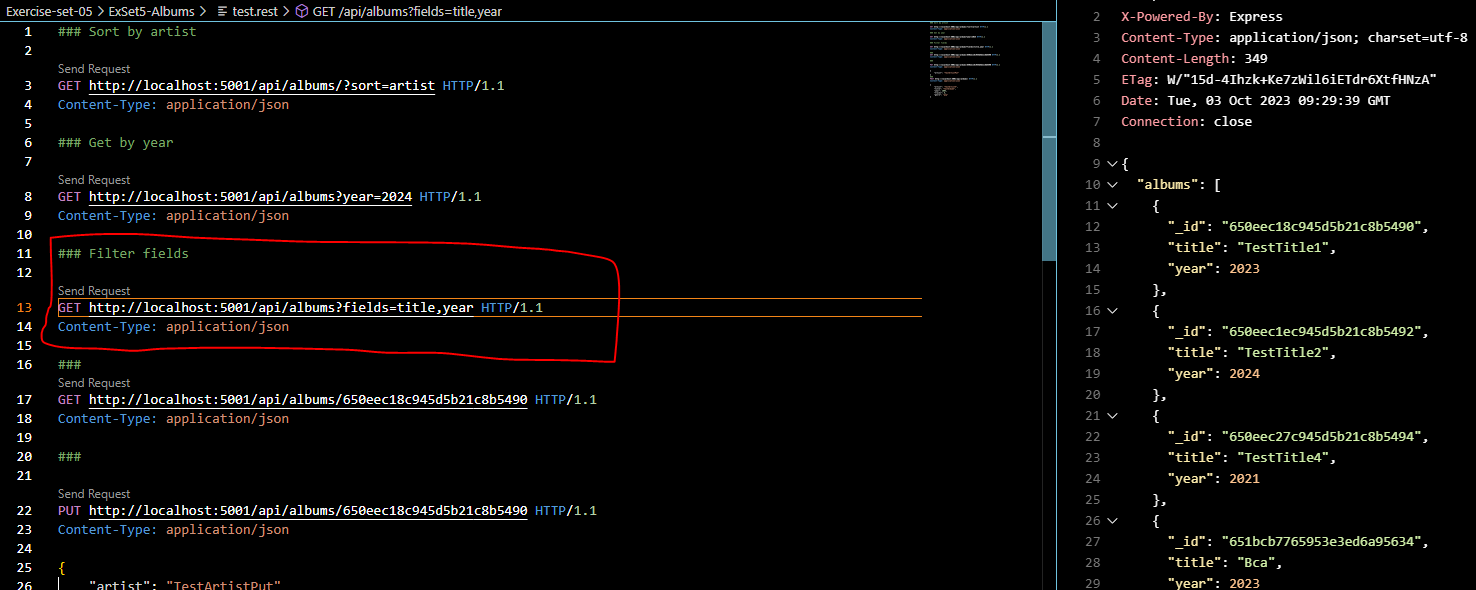 Exercise-set-05 > ExSet5-Albums > test.rest > GET /api/albums?fields=title,year
1 ### Sort by artist
2
Send Request
3 GET http://localhost:5001/api/albums/?sort=artist HTTP/1.1
4 Content-Type: application/json
5
6 ### Get by year
7
Send Request
8 GET http://localhost:5001/api/albums?year=2024 HTTP/1.1
9 Content-Type: application/json
10
11 ### Filter fields
12
Send Request
13 GET http://localhost:5001/api/albums?fields=title,year HTTP/1.1
14 Content-Type: application/json
15
16 ###
Send Request
17 GET http://localhost:5001/api/albums/650eec18c945d5b21c8b5490 HTTP/1.1
18 Content-Type: application/json
19
20 ###
21
Send Request
22 PUT http://localhost:5001/api/albums/650eec18c945d5b21c8b5490 HTTP/1.1
23 Content-Type: application/json
24
25 {
26 "artist": "TestArtistPut"
2 X-Powered-By: Express
3 Content-Type: application/json; charset=utf-8
4 Content-Length: 349
5 ETag: W/"15d-4Ihzk+Ke7zWil6iETdr6XtfHNzA"
6 Date: Tue, 03 Oct 2023 09:29:39 GMT
7 Connection: close
8
9 {
10 "albums": [
11 {
12 "_id": "650eec18c945d5b21c8b5490",
13 "title": "TestTitle1",
14 "year": 2023
15 },
16 {
17 "_id": "650eec1ec945d5b21c8b5492",
18 "title": "TestTitle2",
19 "year": 2024
20 },
21 {
22 "_id": "650eec27c945d5b21c8b5494",
23 "title": "TestTitle4",
24 "year": 2021
25 },
26 {
27 "_id": "651bcb7765953e3ed6a95634",
28 "title": "Bca",
29 "year": 2023